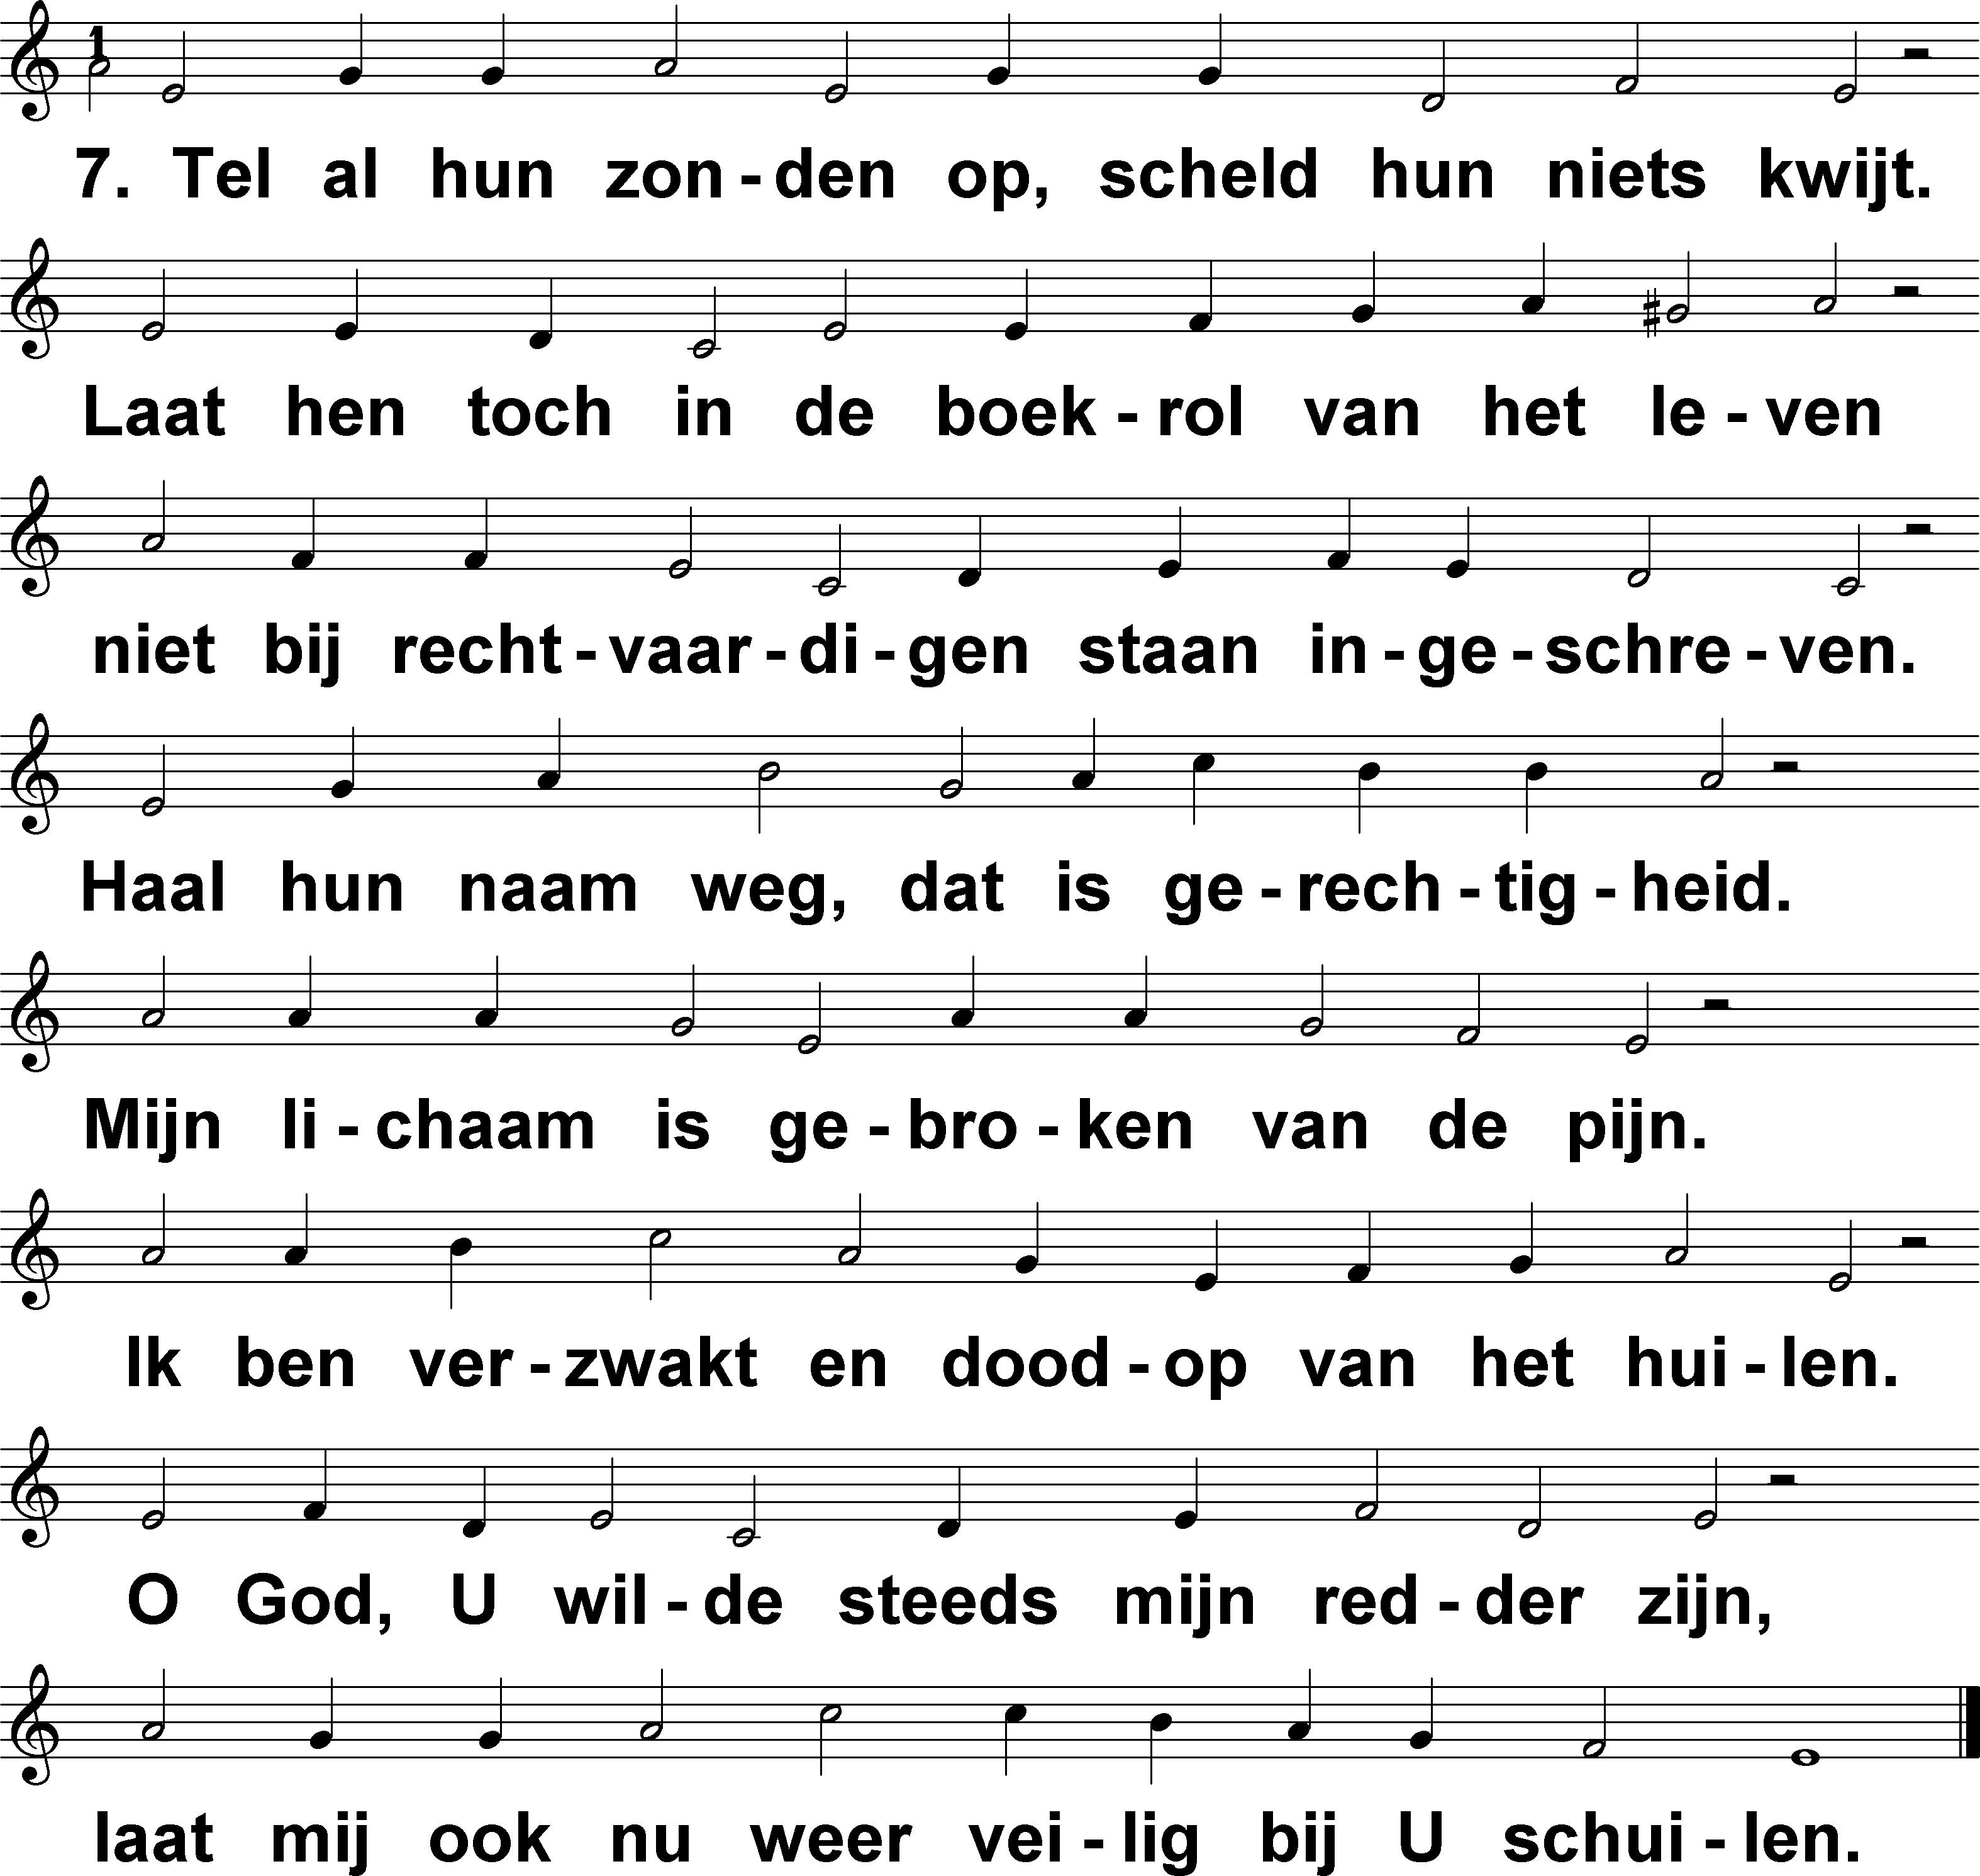 7. Tel al hun zon-den op, scheld hun niets kwijt.
Laat hen toch in de boek-rol van het le-ven
niet bij recht-vaar-di-gen staan in-ge-schre-ven.
Haal hun naam weg, dat is ge-rech-tig-heid.
Mijn li-chaam is ge-bro-ken van de pijn.
Ik ben ver-zwakt en dood-op van het hui-len.
O God, U wil-de steeds mijn red-der zijn,
laat mij ook nu weer vei-lig bij U schui-len.